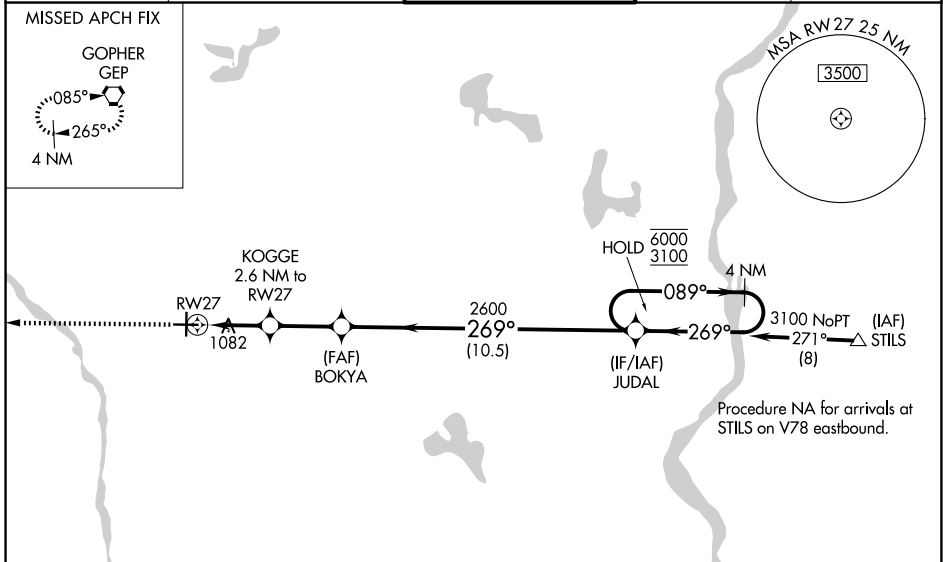 MISSED APCH FIX
GOPHER
GEP
085°
265°
4 NM
MSA RW 27 25 NM
3500
HOLD
6000
3100
4 NM
089°
KOGGE
2.6 NM to
RW27
RW27
1082
2600
269°
(10.5)
269°
3100 NoPT
271°
(8)
(IAF)
STILS
(FAF)
BOKYA
(IF/IAF)
JUDAL
Procedure NA for arrivals at
STILS on V78 eastbound.